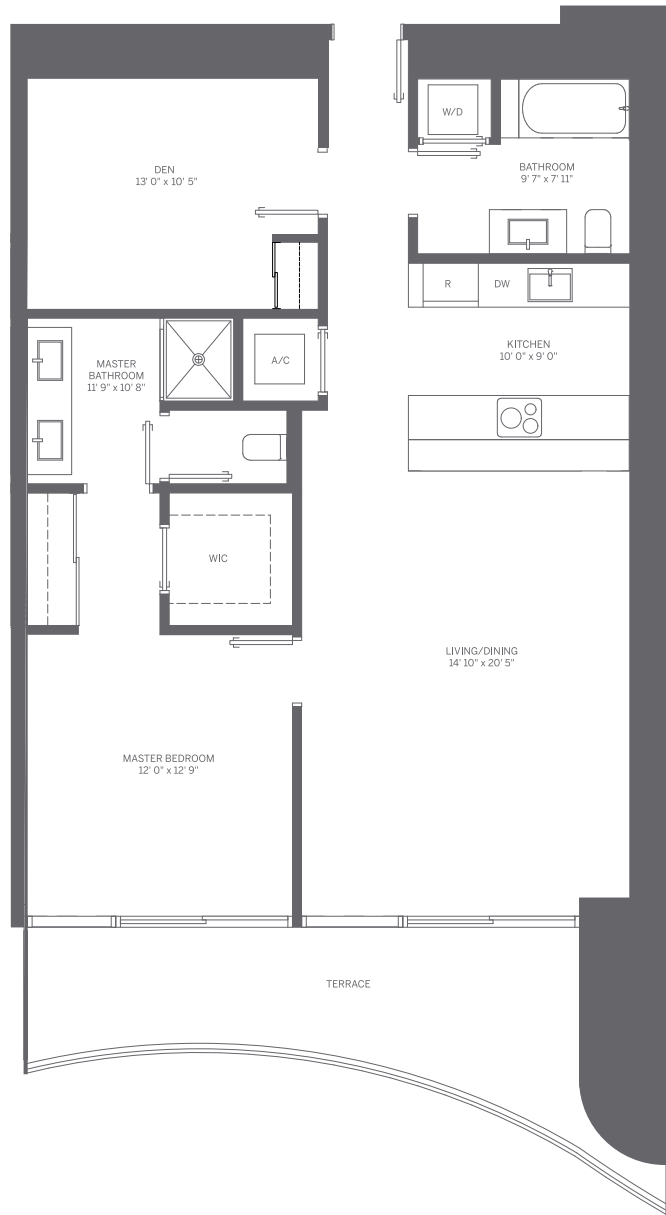 W/D
DEN
13' 0" x 10' 5"
BATHROOM
9' 7" x 7' 11"
R
DW
KITCHEN
10' 0" x 9' 0"
MASTER
BATHROOM
11' 9" x 10' 8"
A/C
WIC
LIVING/DINING
14' 10" x 20' 5"
MASTER BEDROOM
12' 0" x 12' 9"
TERRACE